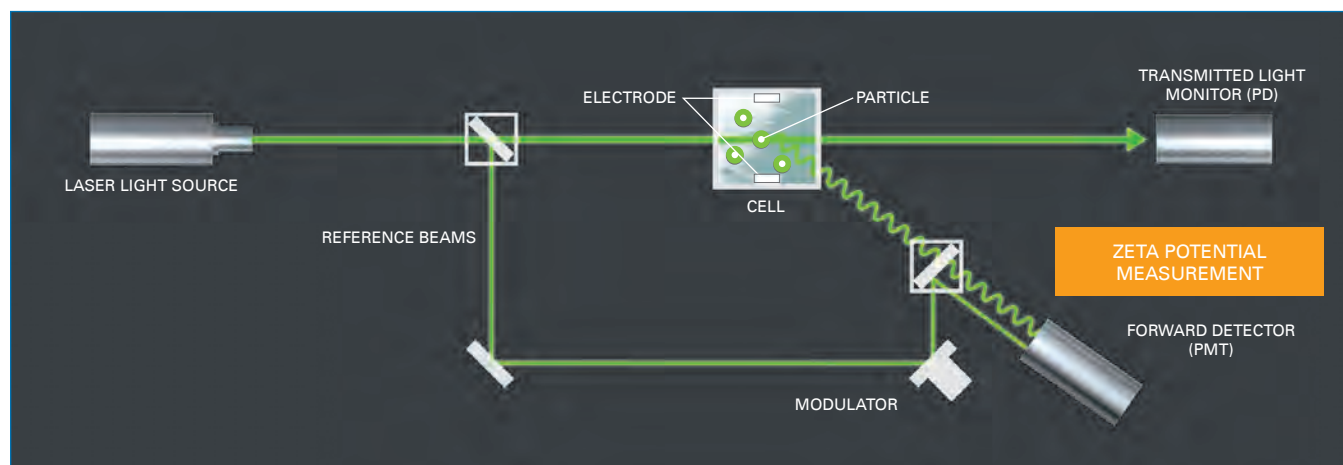 TRANSMITTED LIGHT
MONITOR (PD)
ELECTRODE
PARTICLE
LASER LIGHT SOURCE
CELL
REFERENCE BEAMS
ZETA POTENTIAL
MEASUREMENT
FORWARD DETECTOR
(PMT)
MODULATOR